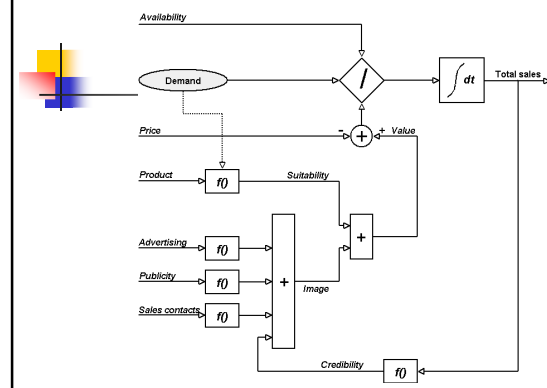 Availability
Demand
/
∫ dt
Total sales
Price
-
+
+
Value
Product
f()
Suitability
+
Advertising
f()
Publicity
f()
+
Image
Sales contacts
f()
Credibility
f()